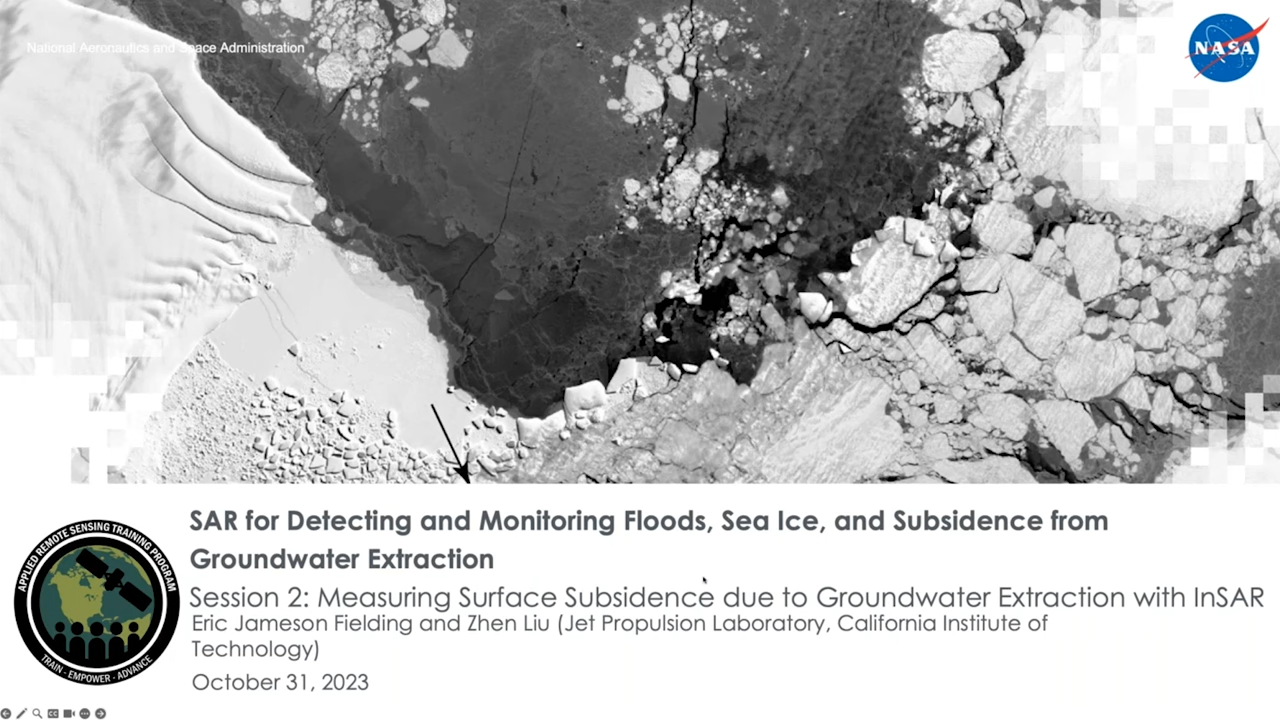 National Aeronautics and Space Administration
NASA
SAR for Detecting and Monitoring Floods, Sea Ice, and Subsidence from
Groundwater Extraction
Session 2: Measuring Surface Subsidence due to Groundwater Extraction with InSAR
Eric Jameson Fielding and Zhen Liu (Jet Propulsion Laboratory, California Institute of
Technology)
October 31, 2023
APPLIED REMOTE SENSING TRAINING PROGRAM
TRAIN - EMPOWER - ADVANCE